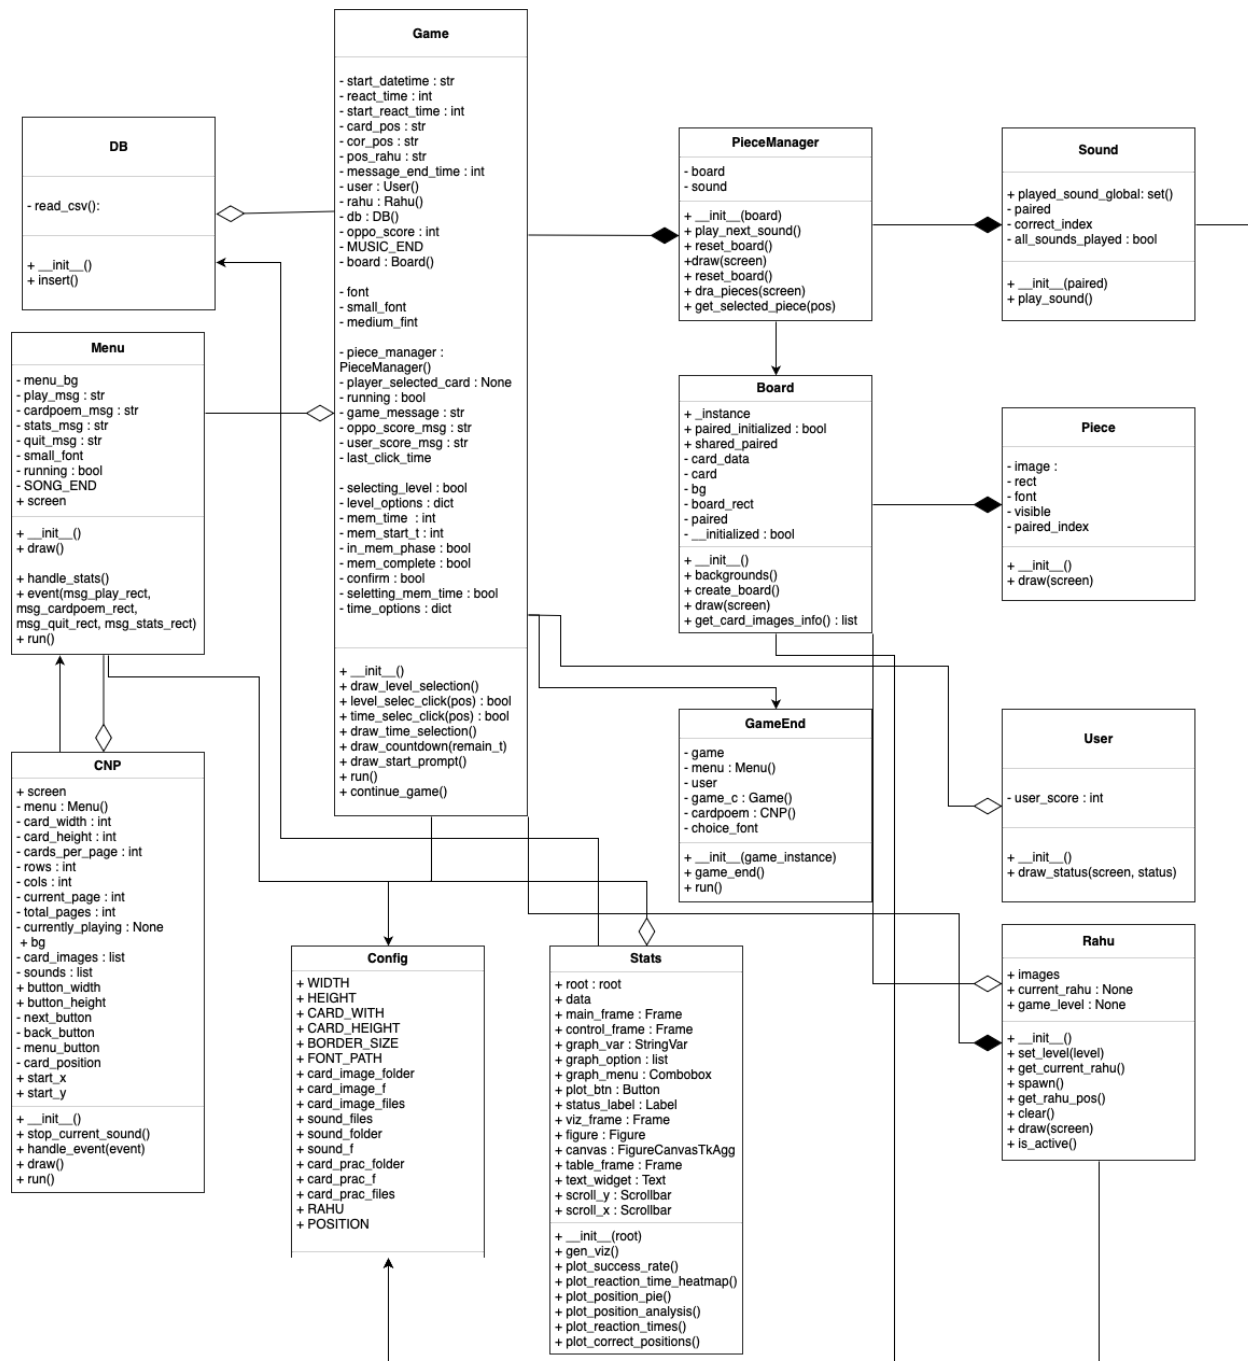 Game
- start_datetime : str
- react_time : int
- start_react_time : int
- card_pos : str
- cor_pos : str
- pos_rahu : str
- message_end_time : int
- user : User()
- rahu : Rahu()
- db : DB()
- oppo_score : int
- MUSIC_END
- board : Board()
- font
- small_font
- medium_fint
- piece_manager :
PieceManager()
- player_selected_card : None
- running : bool
- game_message : str
- oppo_score_msg : str
- user_score_msg : str
- last_click_time
- selecting_level : bool
- level_options : dict
- mem_time : int
- mem_start_t : int
- in_mem_phase : bool
- mem_complete : bool
- confirm : bool
- seletting_mem_time : bool
- time_options : dict
+ __init__()
+ draw_level_selection()
+ level_selec_click(pos) : bool
+ time_selec_click(pos) : bool
+ draw_time_selection()
+ draw_countdown(remain_t)
+ draw_start_prompt()
+ run()
+ continue_game()
DB
- read_csv():
+ __init__()
+ insert()
PieceManager
- board
- sound
+ __init__(board)
+ play_next_sound()
+ reset_board()
+draw(screen)
+ reset_board()
+ dra_pieces(screen)
+ get_selected_piece(pos)
Sound
+ played_sound_global: set()
- paired
- correct_index
- all_sounds_played : bool
+ __init__(paired)
+ play_sound()
Menu
- menu_bg
- play_msg : str
- cardpoem_msg : str
- stats_msg : str
- quit_msg : str
- small_font
- running : bool
- SONG_END
+ screen
+ __init__()
+ draw()
+ handle_stats()
+ event(msg_play_rect,
msg_cardpoem_rect,
msg_quit_rect, msg_stats_rect)
+ run()
Board
+ _instance
+ paired_initialized : bool
+ shared_paired
- card_data
- card
- bg
- board_rect
- paired
- __initialized : bool
+ __init__()
+ backgrounds()
+ create_board()
+ draw(screen)
+ get_card_images_info() : list
Piece
- image :
- rect
- font
- visible
- paired_index
+ __init__()
+ draw(screen)
GameEnd
- game
- menu : Menu()
- user
- game_c : Game()
- cardpoem : CNP()
- choice_font
+ __init__(game_instance)
+ game_end()
+ run()
User
- user_score : int
+ __init__()
+ draw_status(screen, status)
CNP
+ screen
- menu : Menu()
- card_width : int
- card_height : int
- cards_per_page : int
- rows : int
- cols : int
- current_page : int
- total_pages : int
- currently_playing : None
+ bg
- card_images : list
- sounds : list
+ button_width
+ button_height
- next_button
- back_button
- menu_button
- card_position
+ start_x
+ start_y
+ __init__()
+ stop_current_sound()
+ handle_event(event)
+ draw()
+ run()
Config
+ WIDTH
+ HEIGHT
+ CARD_WITH
+ CARD_HEIGHT
+ BORDER_SIZE
+ FONT_PATH
+ card_image_folder
+ card_image_f
+ card_image_files
+ sound_files
+ sound_folder
+ sound_f
+ card_prac_folder
+ card_prac_f
+ card_prac_files
+ RAHU
+ POSITION
Stats
+ root : root
+ data
+ main_frame : Frame
+ control_frame : Frame
+ graph_var : StringVar
+ graph_option : list
+ graph_menu : Combobox
+ plot_btn : Button
+ status_label : Label
+ viz_frame : Frame
+ figure : Figure
+ canvas : FigureCanvasTkAgg
+ table_frame : Frame
+ text_widget : Text
+ scroll_y : Scrollbar
+ scroll_x : Scrollbar
+ __init__(root)
+ gen_viz()
+ plot_success_rate()
+ plot_reaction_time_heatmap()
+ plot_position_pie()
+ plot_position_analysis()
+ plot_reaction_times()
+ plot_correct_positions()
Rahu
+ images
+ current_rahu : None
+ game_level : None
+ __init__()
+ set_level(level)
+ get_current_rahu()
+ spawn()
+ get_rahu_pos()
+ clear()
+ draw(screen)
+ is_active()